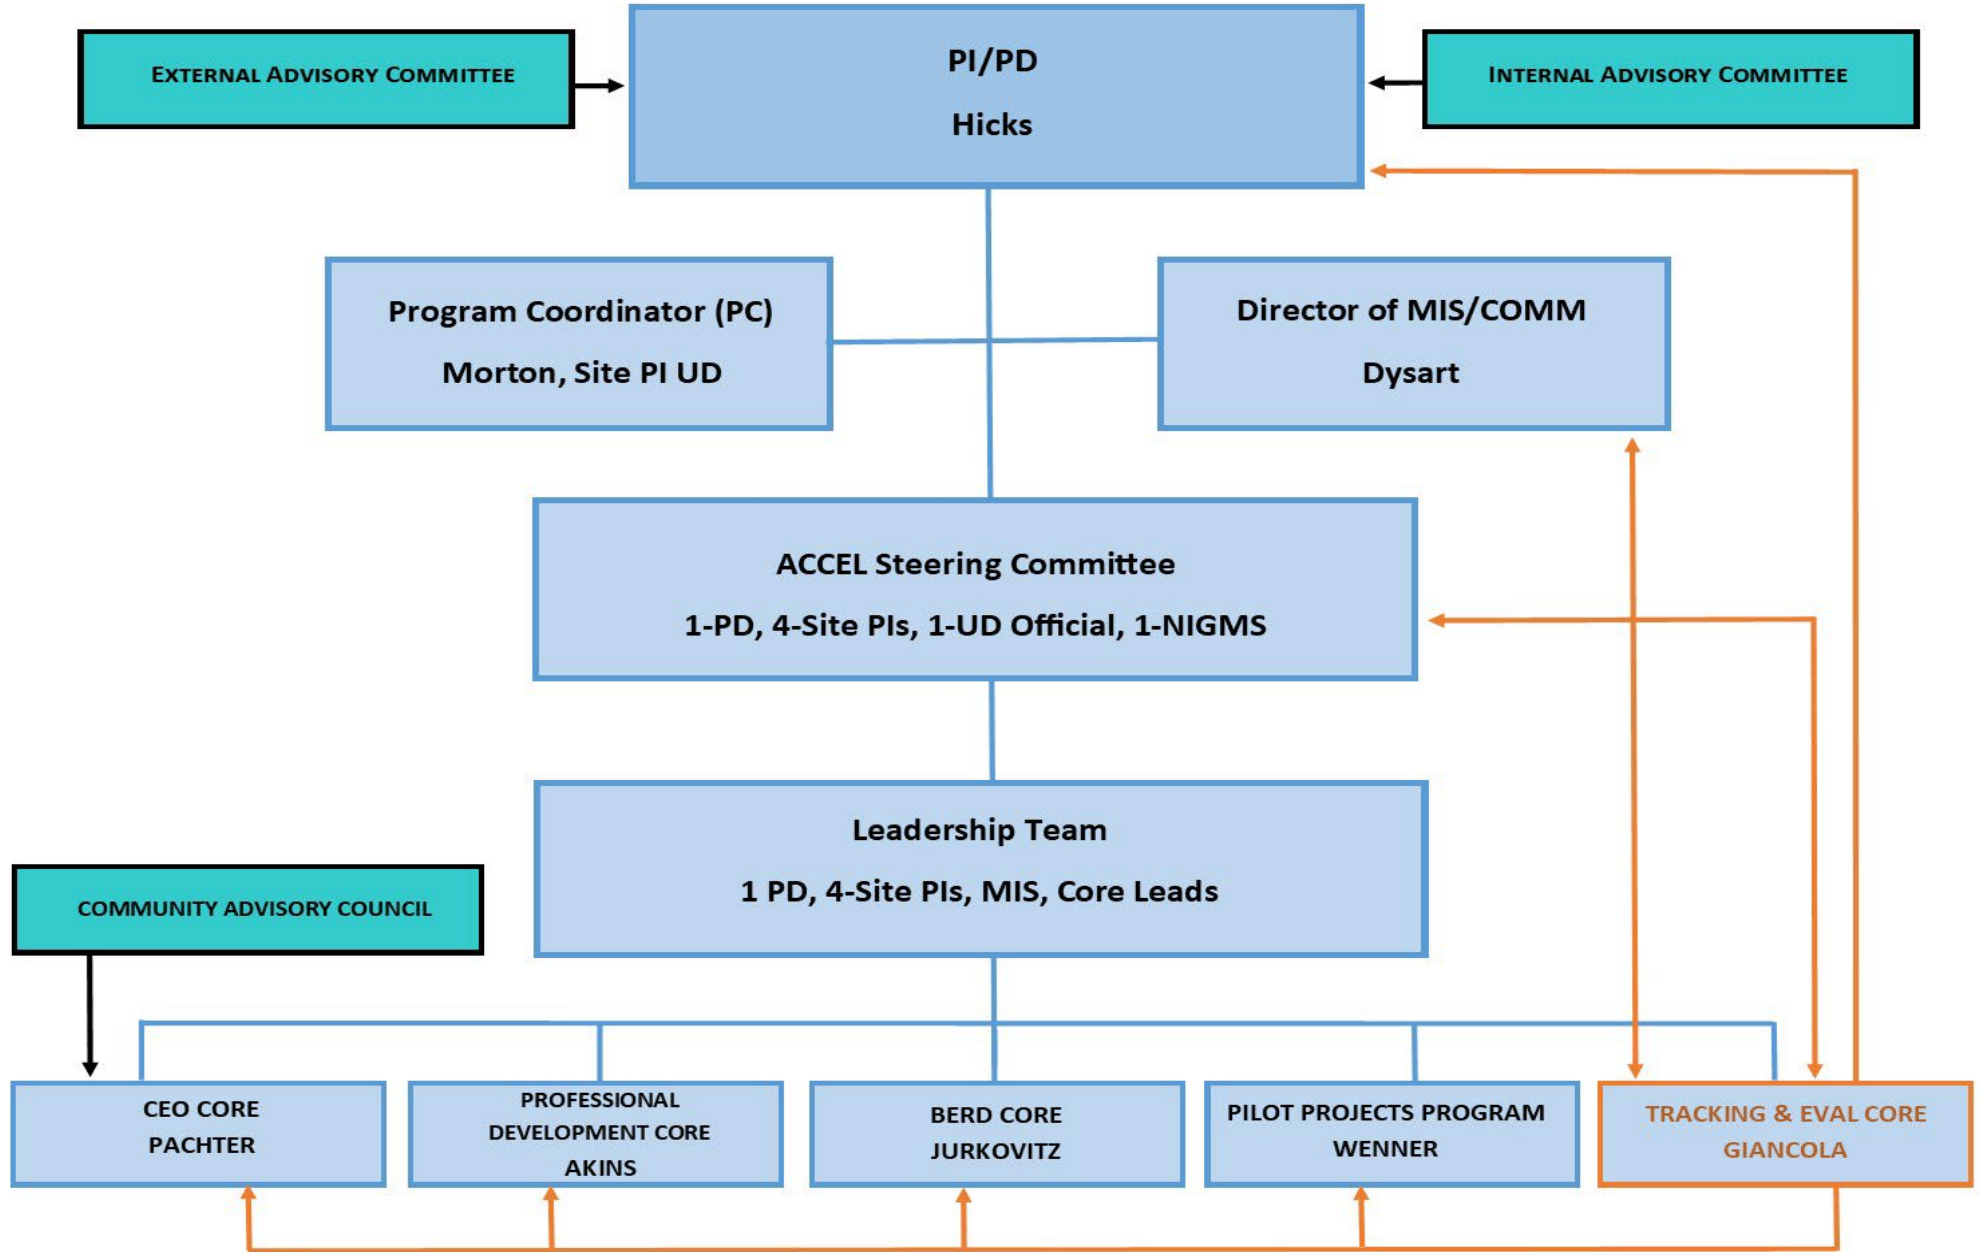 EXTERNAL ADVISORY COMMITTEE
PI/PD
Hicks
INTERNAL ADVISORY COMMITTEE
Program Coordinator (PC)
Morton, Site PI UD
Director of MIS/COMM
Dysart
ACCEL Steering Committee
1-PD, 4-Site PIs, 1-UD Official, 1-NIGMS
Leadership Team
1 PD, 4-Site PIs, MIS, Core Leads
COMMUNITY ADVISORY COUNCIL
CEO CORE
PACHTER
PROFESSIONAL
DEVELOPMENT CORE
AKINS
BERD CORE
JURKOVITZ
PILOT PROJECTS PROGRAM
WENNER
TRACKING & EVAL CORE
GIANCOLA